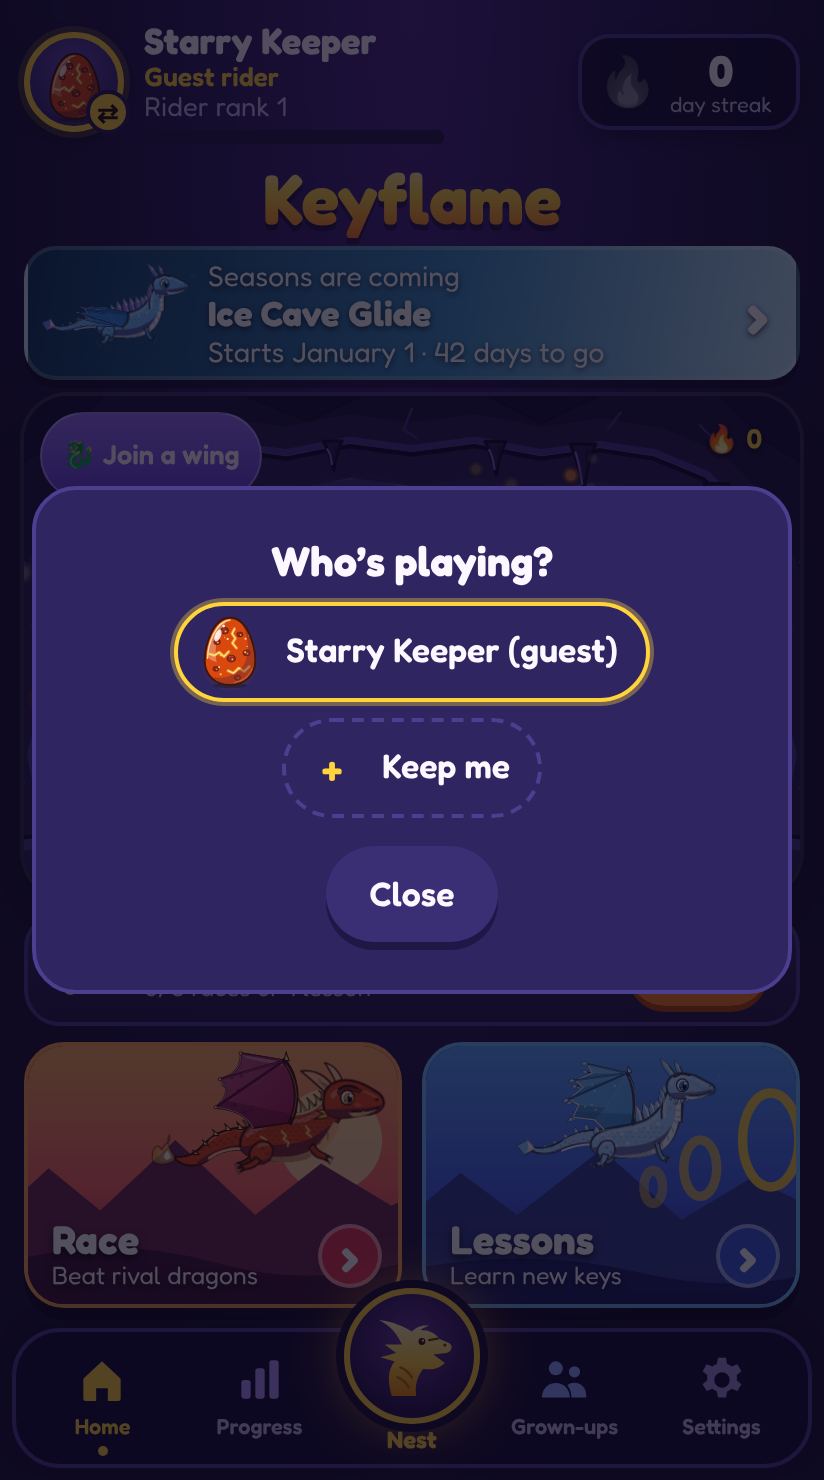 Starry Keeper
Guest rider
Rider rank 1
0
day streak
Keyflame
Seasons are coming
Ice Cave Glide
Starts January 1 · 42 days to go
Join a wing
0
Who's playing?
Starry Keeper (guest)
+ Keep me
Close
Race
Beat rival dragons
Lessons
Learn new keys
Home
Progress
Nest
Grown-ups
Settings